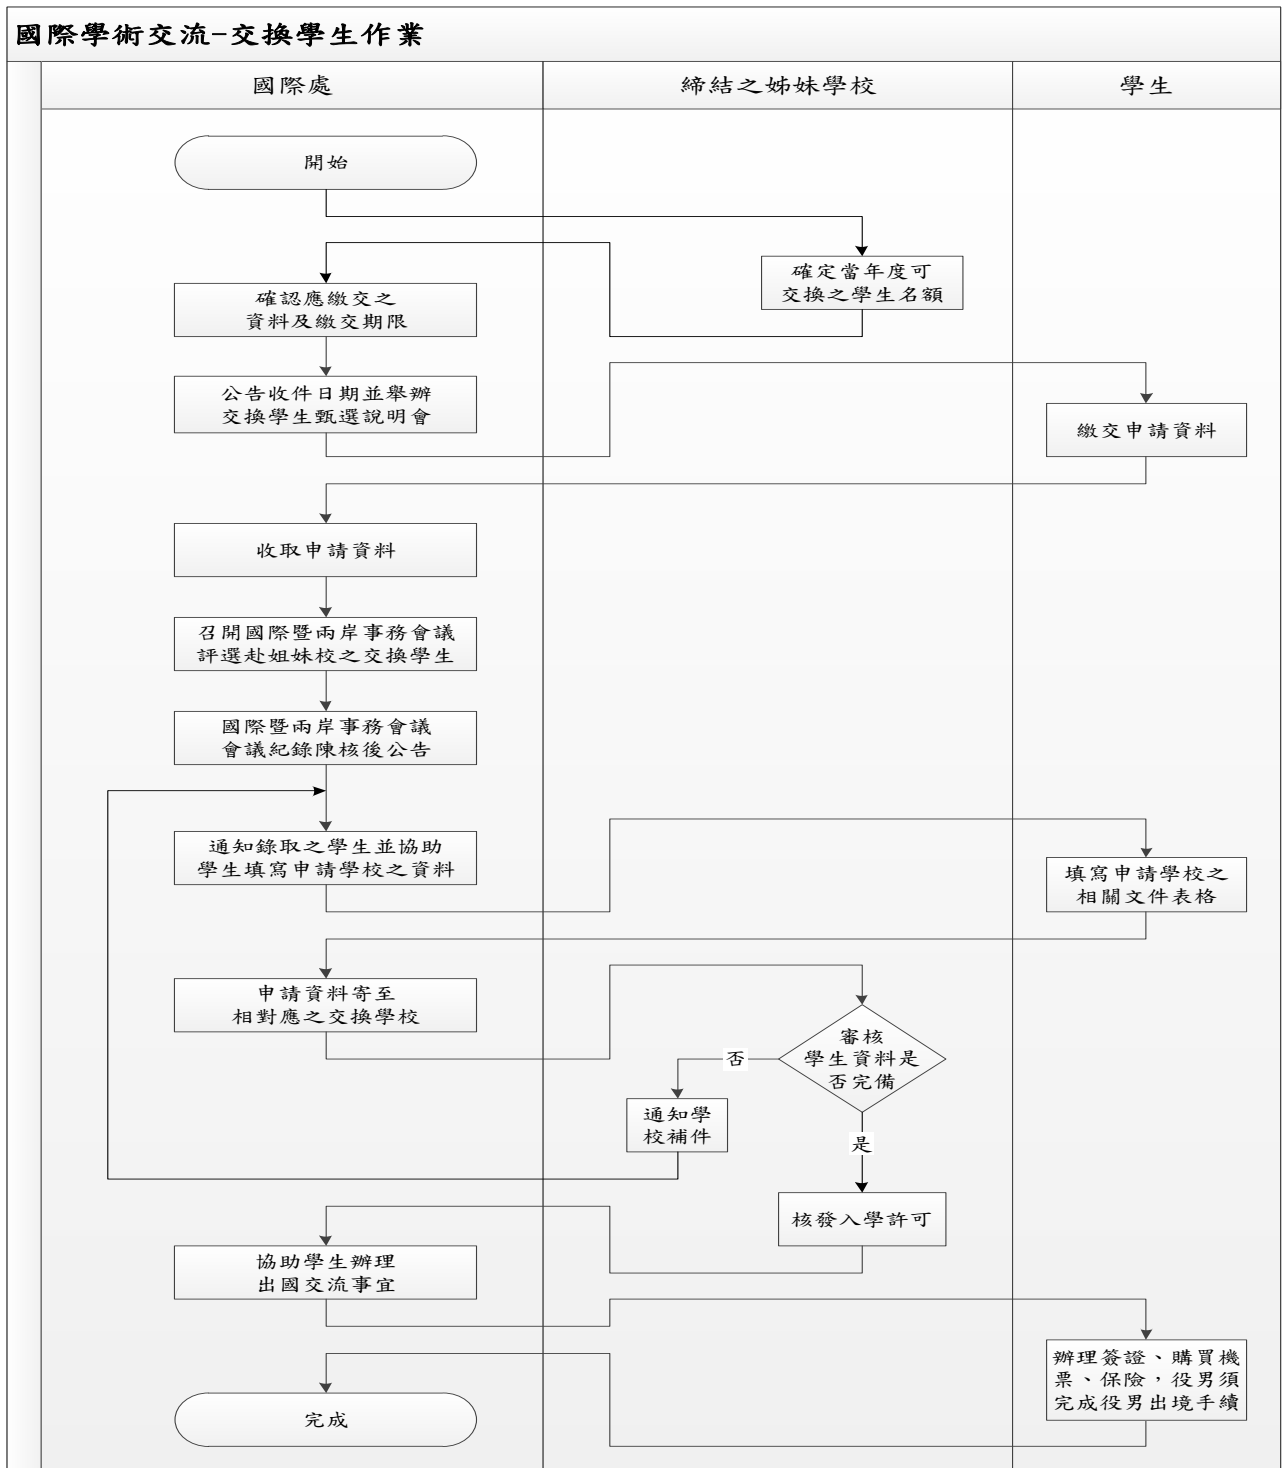 國際學術交流-交換學生作業
國際處
締結之姊妹學校
學生
開始
確定當年度可
交換之學生名額
確認應繳交之
資料及繳交期限
公告收件日期並舉辦
交換學生甄選說明會
繳交申請資料
收取申請資料
召開國際暨兩岸事務會議
評選赴姐妹校之交換學生
國際暨兩岸事務會議
會議紀錄陳核後公告
通知錄取之學生並協助
學生填寫申請學校之資料
填寫申請學校之
相關文件表格
申請資料寄至
相對應之交換學校
審核
學生資料是
否完備
否
通知學
校補件
是
核發入學許可
協助學生辦理
出國交流事宜
辦理簽證、購買機
票、保險，役男須
完成役男出境手續
完成